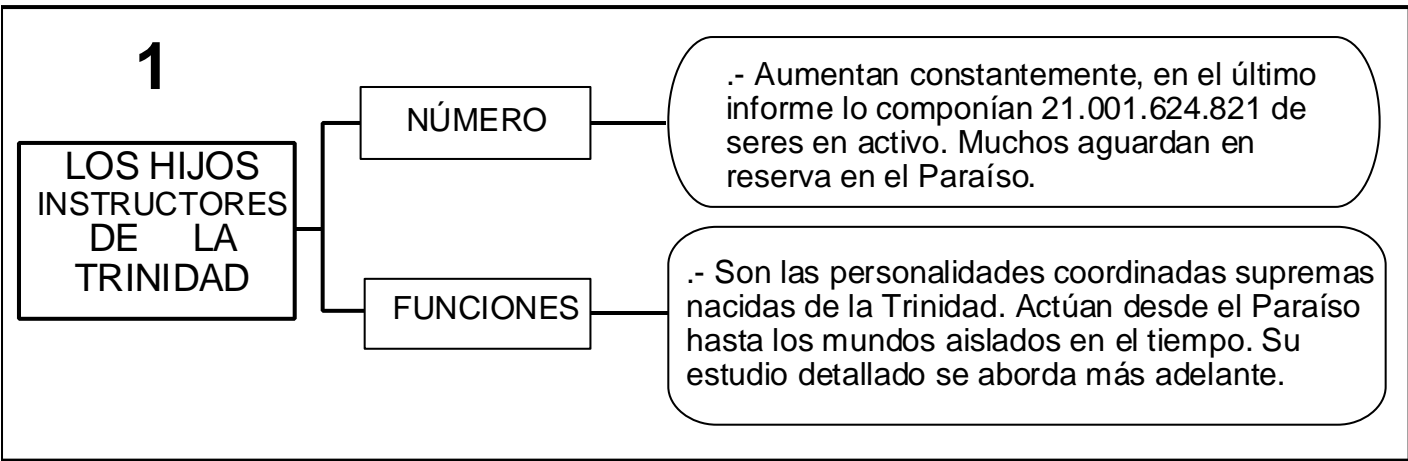 1
LOS HIJOS
INSTRUCTORES
DE LA
TRINIDAD
NÚMERO
.- Aumentan constantemente, en el último
informe lo componían 21.001.624.821 de
seres en activo. Muchos aguardan en
reserva en el Paraíso.
FUNCIONES
.- Son las personalidades coordinadas supremas
nacidas de la Trinidad. Actúan desde el Paraíso
hasta los mundos aislados en el tiempo. Su
estudio detallado se aborda más adelante.